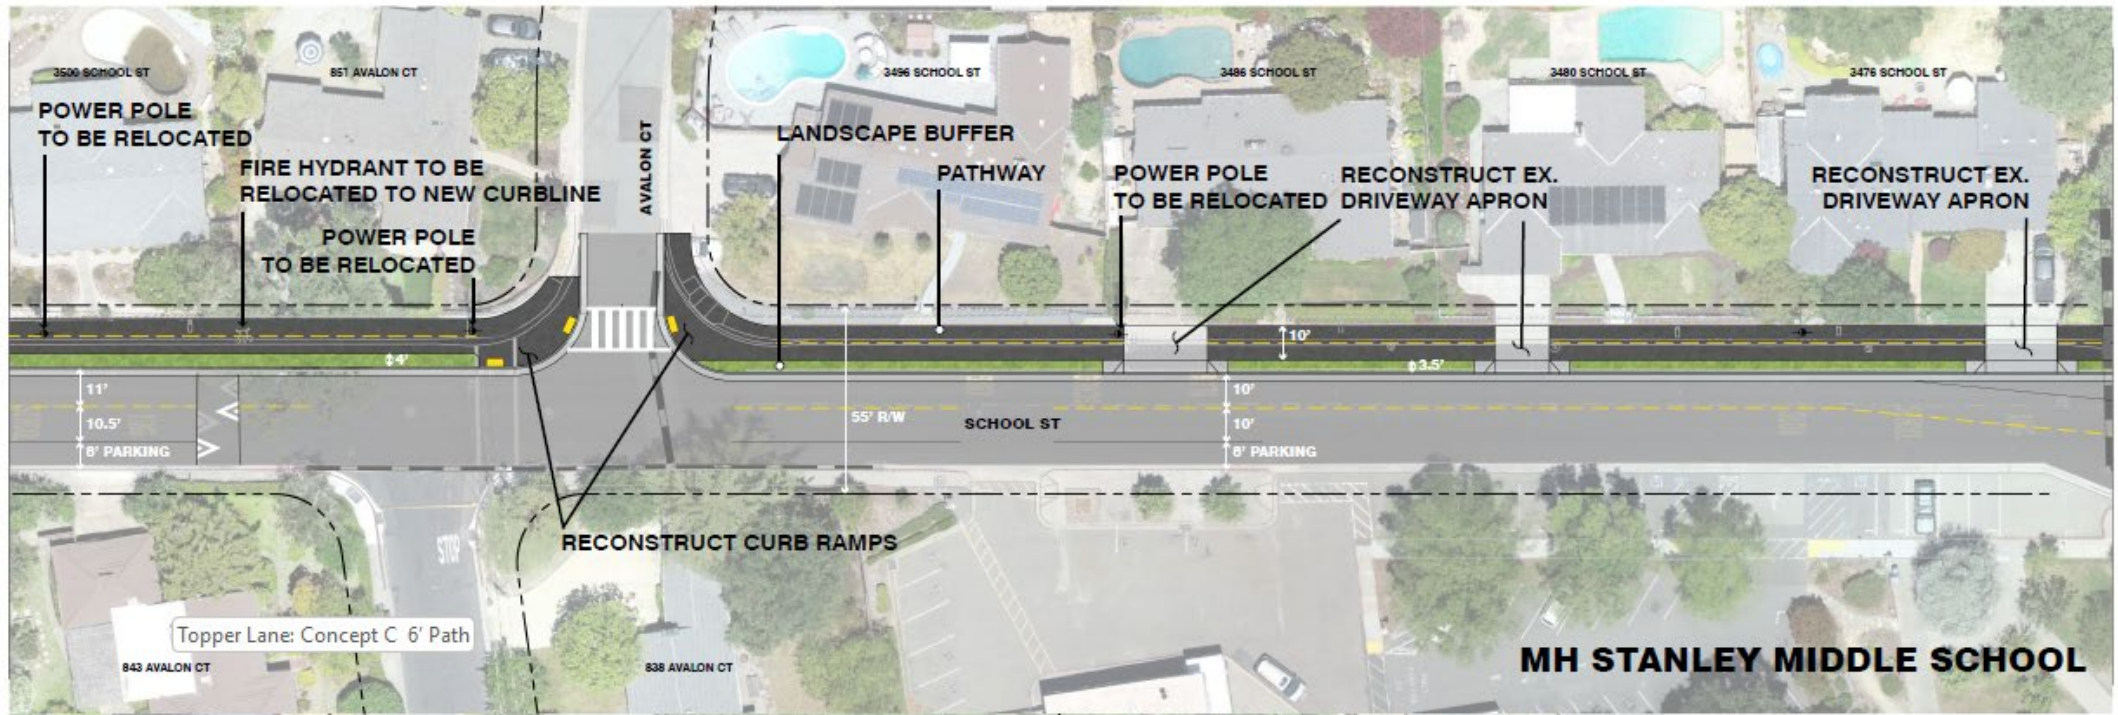 3500 SCHOOL ST
851 AVALON CT
3496 SCHOOL ST
3486 SCHOOL ST
3480 SCHOOL ST
3476 SCHOOL ST
POWER POLE
TO BE RELOCATED
FIRE HYDRANT TO BE
RELOCATED TO NEW CURBLINE
POWER POLE
TO BE RELOCATED
AVALON CT
LANDSCAPE BUFFER
PATHWAY
POWER POLE
TO BE RELOCATED
RECONSTRUCT EX.
DRIVEWAY APRON
RECONSTRUCT EX.
DRIVEWAY APRON
4'
10'
3.5'
11'
10.5'
8' PARKING
55' R/W
SCHOOL ST
10'
10'
8' PARKING
STOP
RECONSTRUCT CURB RAMPS
Topper Lane: Concept C 6' Path
843 AVALON CT
838 AVALON CT
MH STANLEY MIDDLE SCHOOL